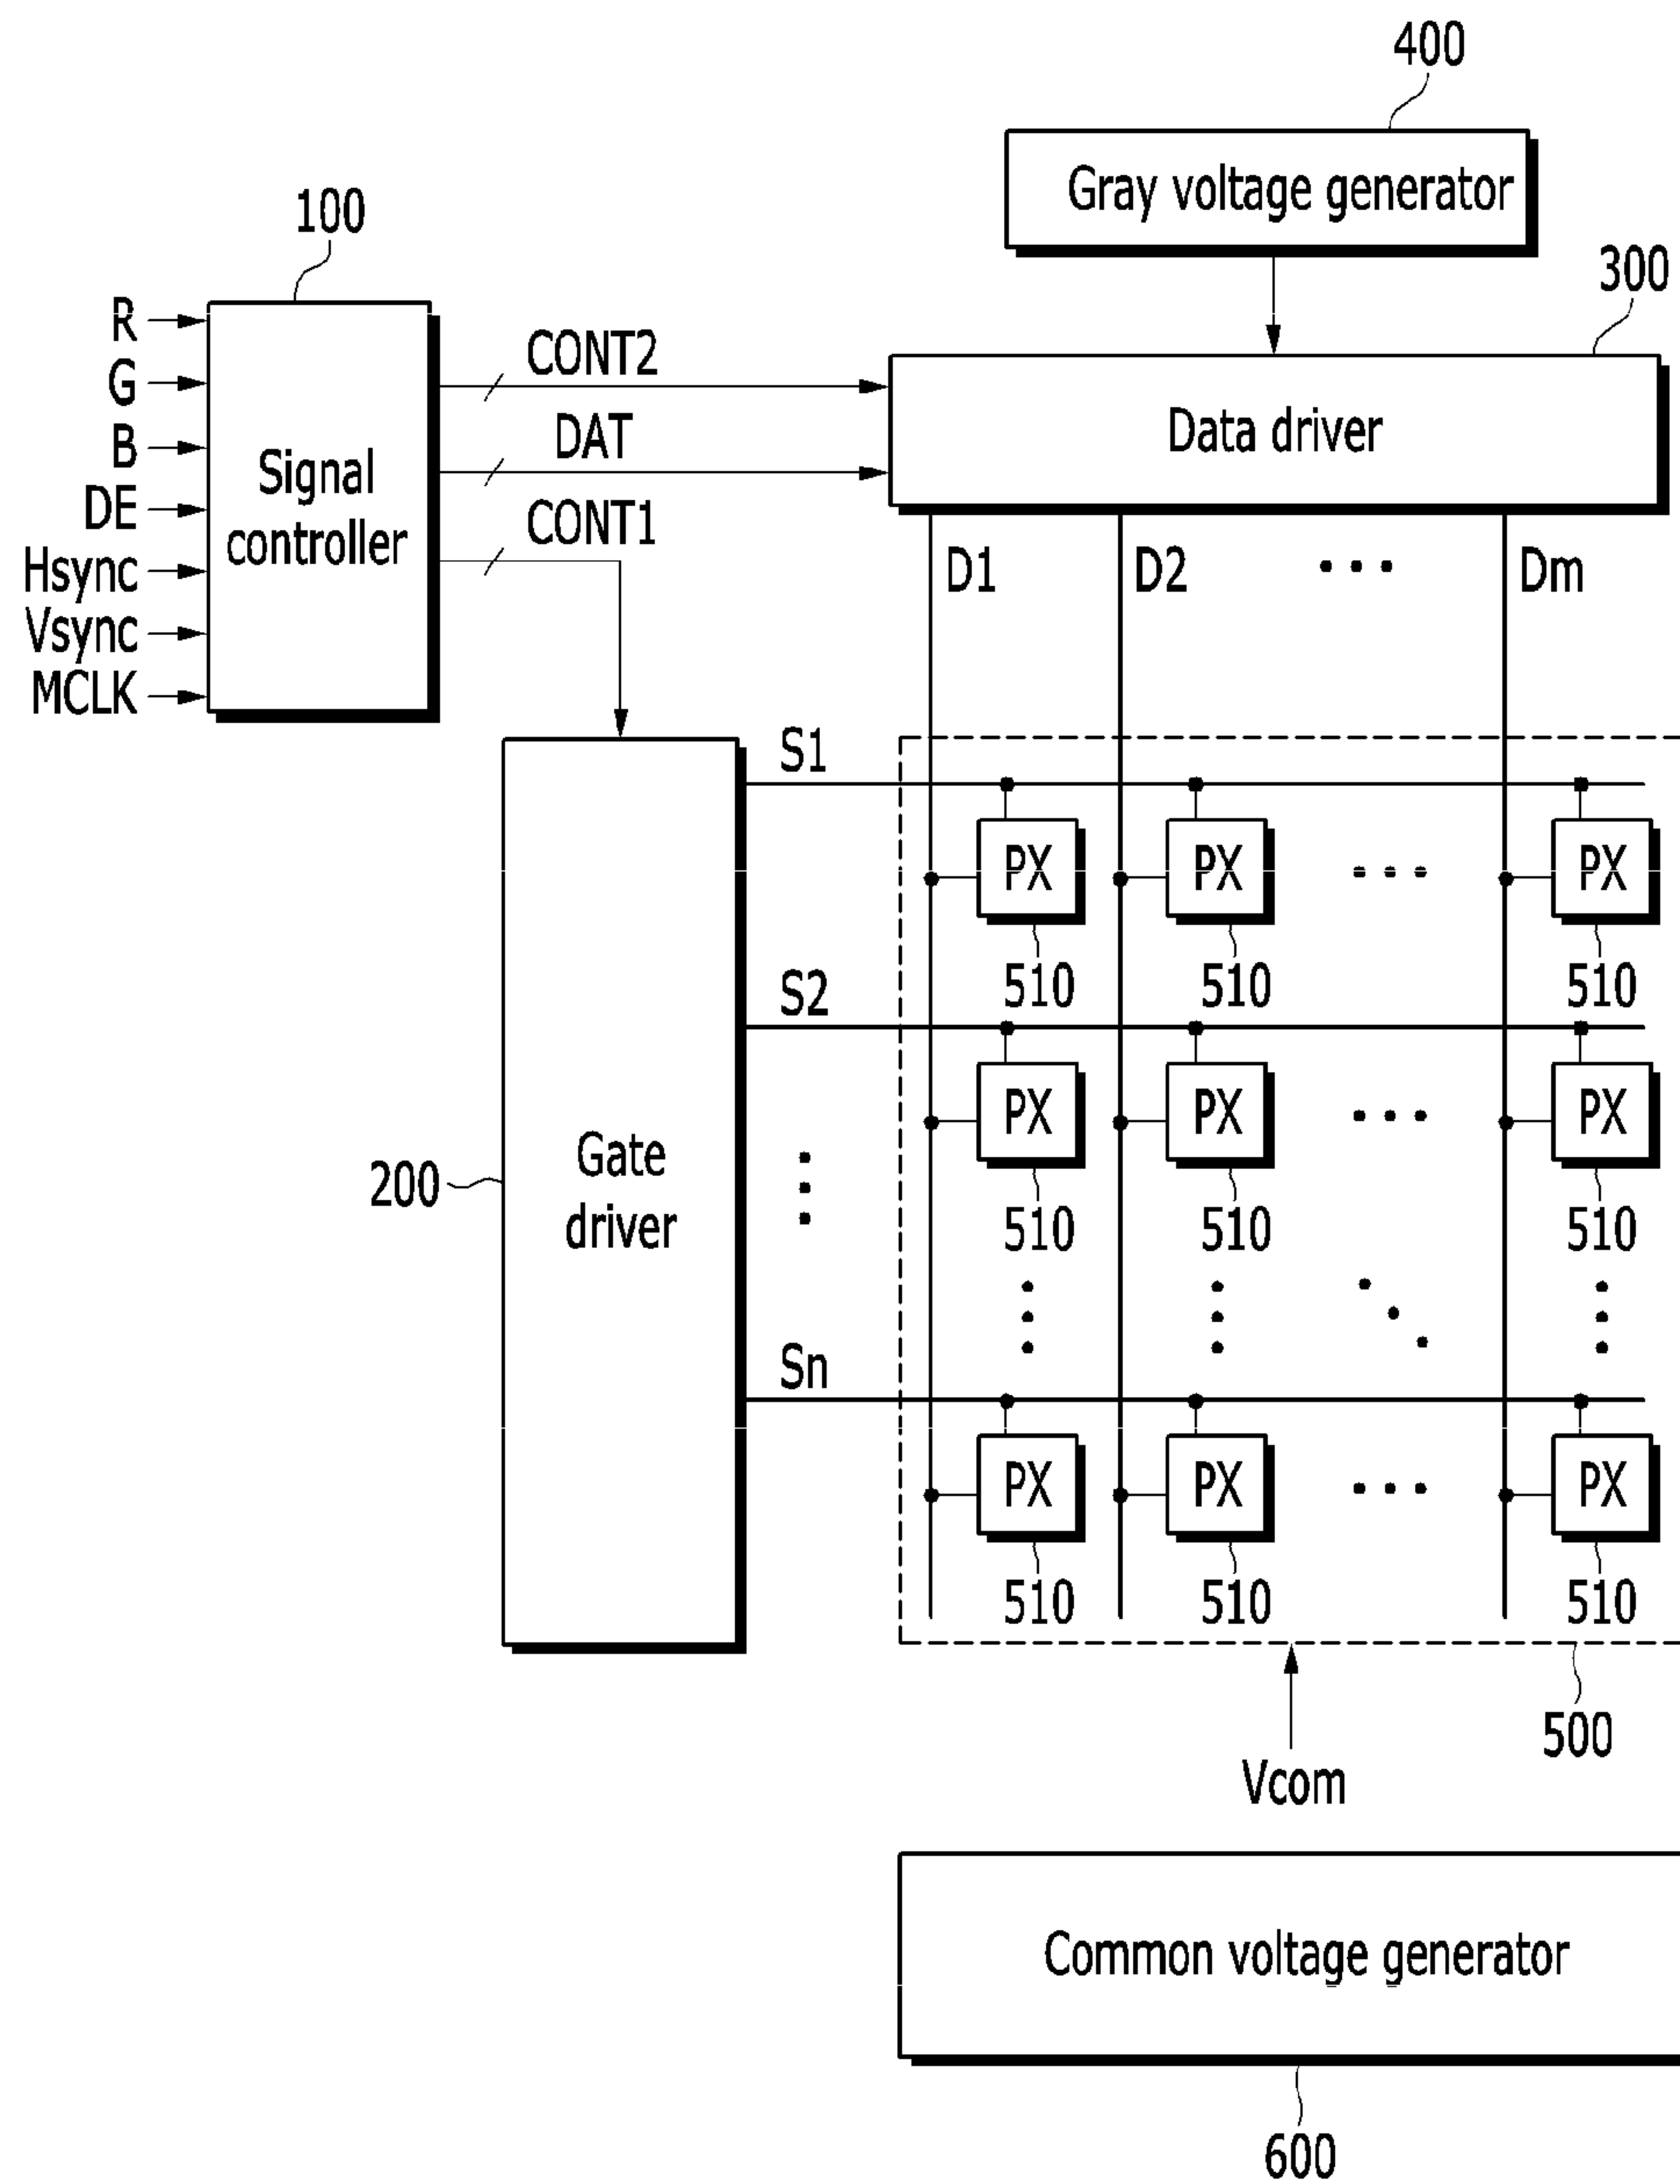 400
Gray voltage generator
100
300
R
G
B
DE
Hsync
Vsync
MCLK
Signal
controller
CONT2
DAT
CONT1
Data driver
D1 D2 ... Dm
S1
PX PX ... PX
510 510 510
S2
PX PX ... PX
510 510 510
200
Gate
driver
Sn
PX PX ... PX
510 510 510
500
Vcom
Common voltage generator
600